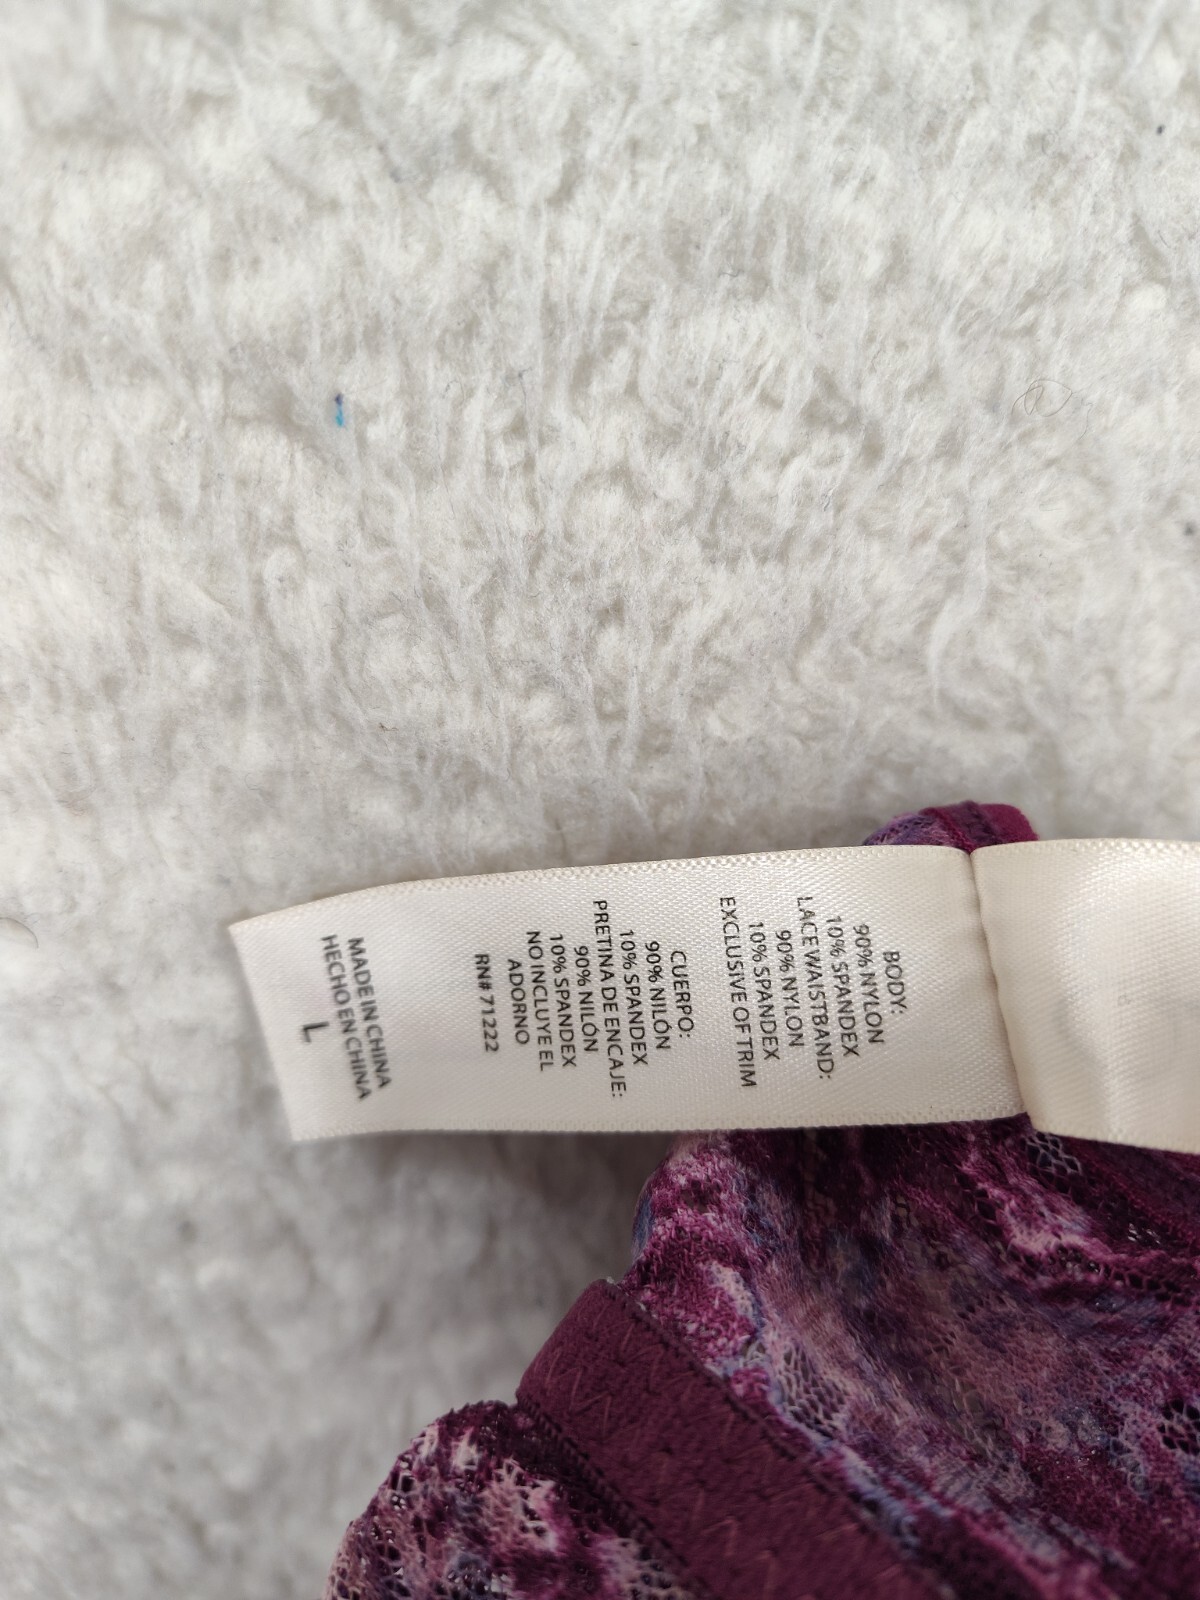 BODY:
90% NYLON
10% SPANDEX
LACE WAISTBAND:
90% NYLON
10% SPANDEX
EXCLUSIVE OF TRIM
CUERPO:
90% NILÓN
10% SPANDEX
PRETINA DE ENCAJE:
90% NILÓN
10% SPANDEX
NO INCLUYE EL
ADORNO
RN# 71222
MADE IN CHINA
HECHO EN CHINA
L